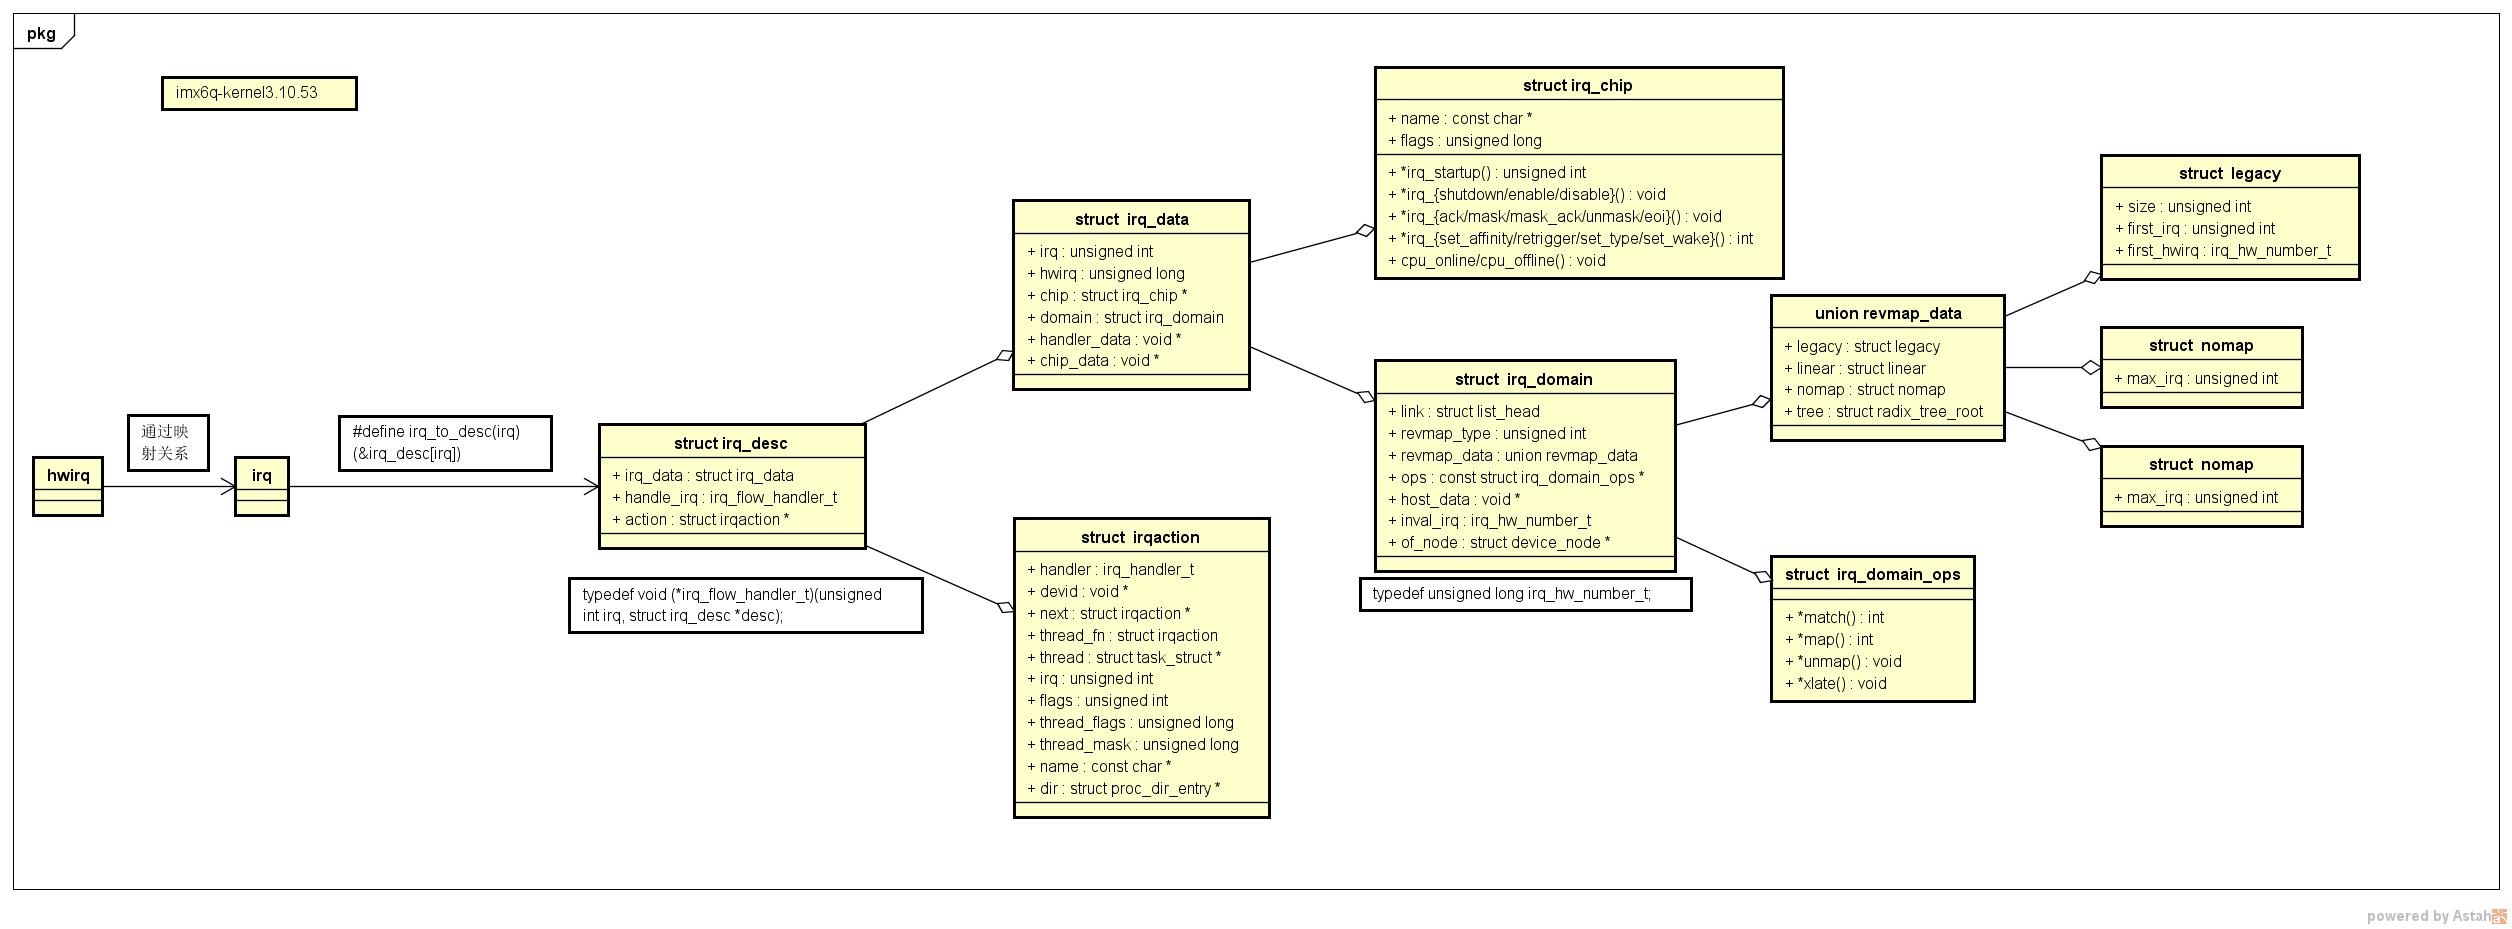 pkg
imx6q-kernel3.10.53
hwirq
通过映
射关系
irq
#define irq_to_desc(irq)
(&irq_desc[irq])
struct irq_desc
+ irq_data : struct irq_data
+ handle_irq : irq_flow_handler_t
+ action : struct irqaction *
typedef void (*irq_flow_handler_t)(unsigned
int irq, struct irq_desc *desc);
struct irq_data
+ irq : unsigned int
+ hwirq : unsigned long
+ chip : struct irq_chip *
+ domain : struct irq_domain
+ handler_data : void *
+ chip_data : void *
struct irqaction
+ handler : irq_handler_t
+ devid : void *
+ next : struct irqaction *
+ thread_fn : struct irqaction
+ thread : struct task_struct *
+ irq : unsigned int
+ flags : unsigned int
+ thread_flags : unsigned long
+ thread_mask : unsigned long
+ name : const char *
+ dir : struct proc_dir_entry *
struct irq_chip
+ name : const char *
+ flags : unsigned long
+ *irq_startup() : unsigned int
+ *irq_{shutdown/enable/disable}() : void
+ *irq_{ack/mask/mask_ack/unmask/eoi}() : void
+ *irq_{set_affinity/retrigger/set_type/set_wake}() : int
+ cpu_online/cpu_offline() : void
struct irq_domain
+ link : struct list_head
+ revmap_type : unsigned int
+ revmap_data : union revmap_data
+ ops : const struct irq_domain_ops *
+ host_data : void *
+ inval_irq : irq_hw_number_t
+ of_node : struct device_node *
typedef unsigned long irq_hw_number_t;
union revmap_data
+ legacy : struct legacy
+ linear : struct linear
+ nomap : struct nomap
+ tree : struct radix_tree_root
struct irq_domain_ops
+ *match() : int
+ *map() : int
+ *unmap() : void
+ *xlate() : void
struct legacy
+ size : unsigned int
+ first_irq : unsigned int
+ first_hwirq : irq_hw_number_t
struct nomap
+ max_irq : unsigned int
struct nomap
+ max_irq : unsigned int
powered by Astah